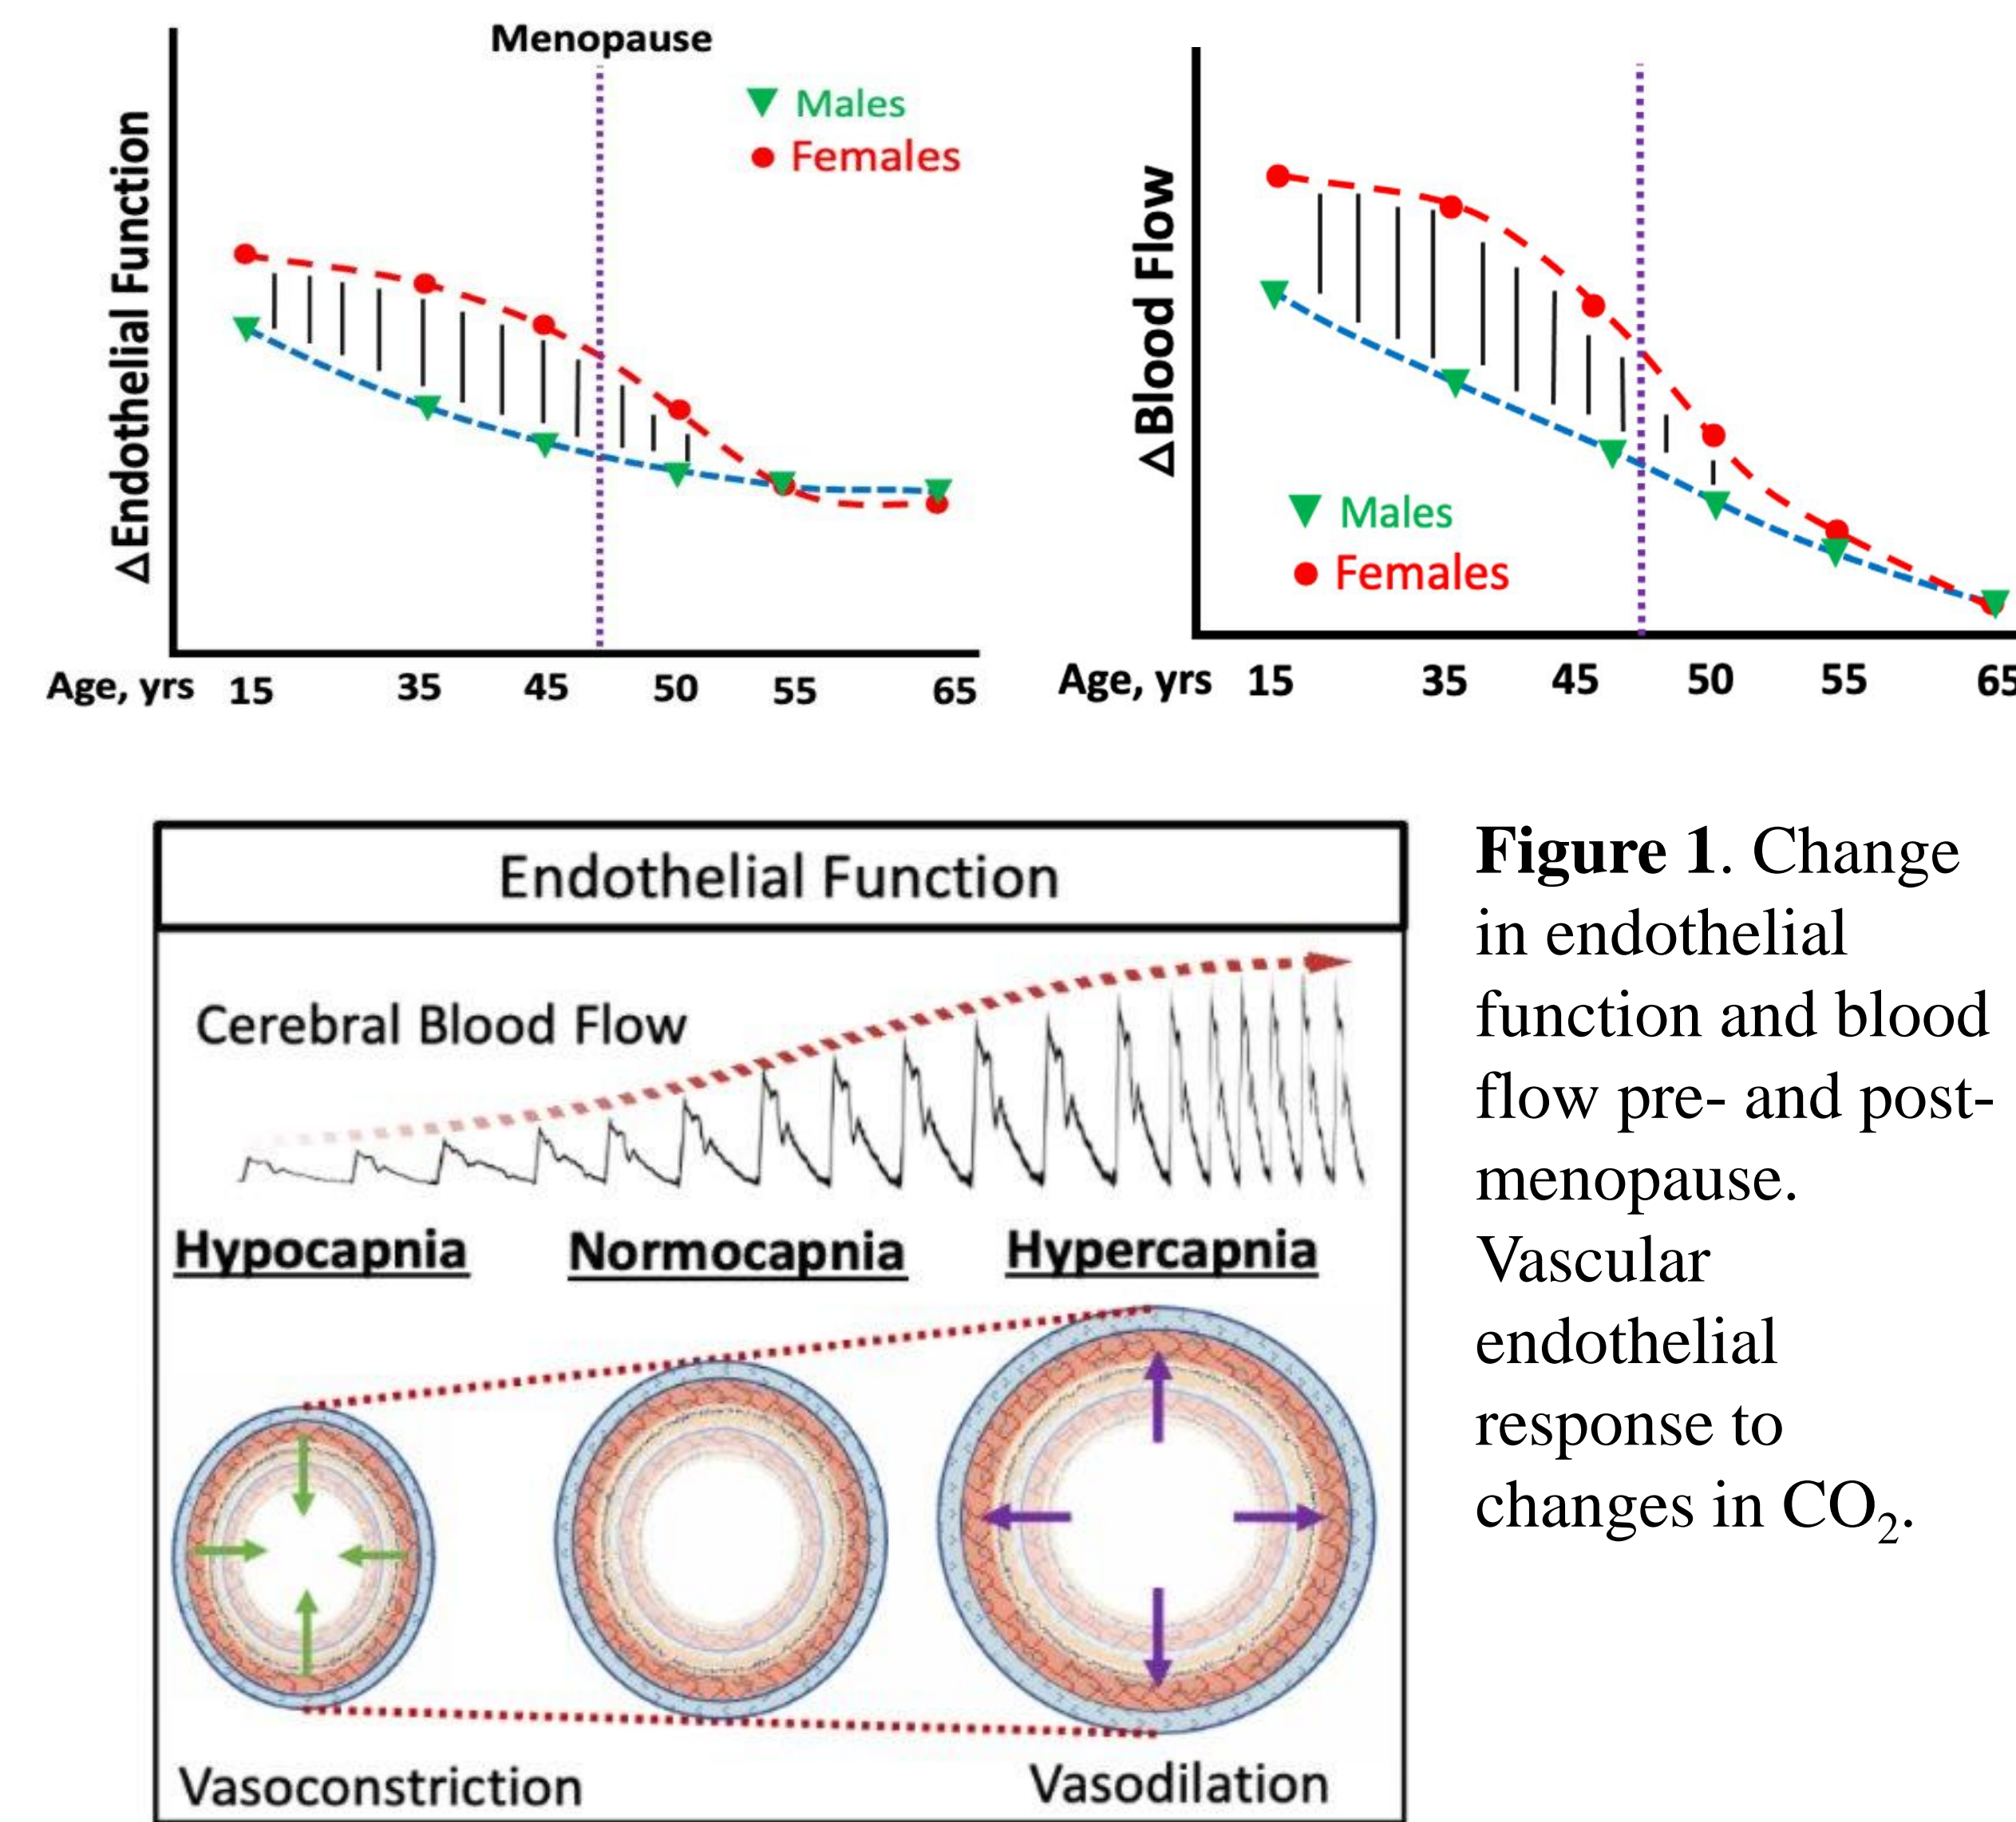 Menopause
Males
Females
ΔEndothelial Function
Age, yrs 15 35 45 50 55 65
ΔBlood Flow
Males
Females
Age, yrs 15 35 45 50 55 65
Endothelial Function
Cerebral Blood Flow
Hypocapnia Normocapnia Hypercapnia
Vasoconstriction Vasodilation
Figure 1. Change
in endothelial
function and blood
flow pre- and post-
menopause.
Vascular
endothelial
response to
changes in CO₂.